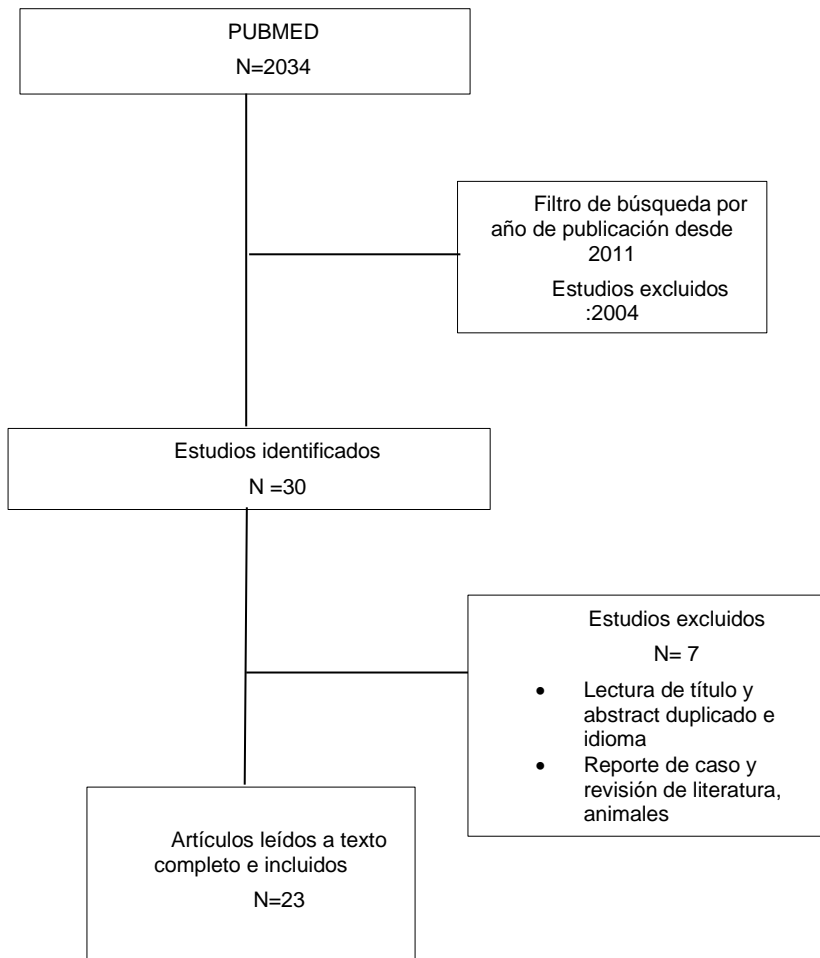 PUBMED
N=2034
Filtro de búsqueda por
año de publicación desde
2011
Estudios excluidos
:2004
Estudios identificados
N =30
Estudios excluidos
N= 7
• Lectura de título y
abstract duplicado e
idioma
• Reporte de caso y
revisión de literatura,
animales
Artículos leídos a texto
completo e incluidos
N=23